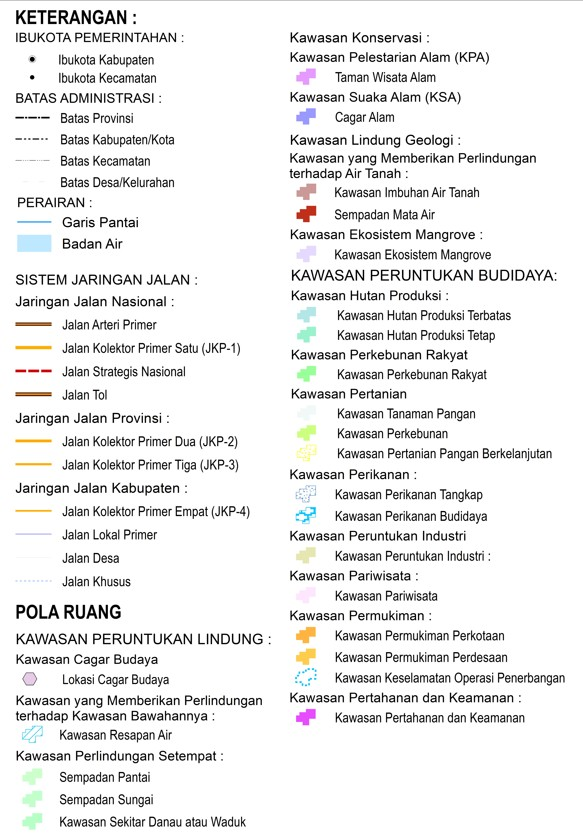 KETERANGAN :
IBUKOTA PEMERINTAHAN :
Ibukota Kabupaten
Ibukota Kecamatan
BATAS ADMINISTRASI :
Batas Provinsi
Batas Kabupaten/Kota
Batas Kecamatan
Batas Desa/Kelurahan
PERAIRAN :
Garis Pantai
Badan Air
SISTEM JARINGAN JALAN :
Jaringan Jalan Nasional :
Jalan Arteri Primer
Jalan Kolektor Primer Satu (JKP-1)
Jalan Strategis Nasional
Jalan Tol
Jaringan Jalan Provinsi :
Jalan Kolektor Primer Dua (JKP-2)
Jalan Kolektor Primer Tiga (JKP-3)
Jaringan Jalan Kabupaten :
Jalan Kolektor Primer Empat (JKP-4)
Jalan Lokal Primer
Jalan Desa
Jalan Khusus
POLA RUANG
KAWASAN PERUNTUKAN LINDUNG :
Kawasan Cagar Budaya
Lokasi Cagar Budaya
Kawasan yang Memberikan Perlindungan
terhadap Kawasan Bawahannya :
Kawasan Resapan Air
Kawasan Perlindungan Setempat :
Sempadan Pantai
Sempadan Sungai
Kawasan Sekitar Danau atau Waduk
Kawasan Konservasi :
Kawasan Pelestarian Alam (KPA)
Taman Wisata Alam
Kawasan Suaka Alam (KSA)
Cagar Alam
Kawasan Lindung Geologi :
Kawasan yang Memberikan Perlindungan
terhadap Air Tanah :
Kawasan Imbuhan Air Tanah
Sempadan Mata Air
Kawasan Ekosistem Mangrove :
Kawasan Ekosistem Mangrove
KAWASAN PERUNTUKAN BUDIDAYA:
Kawasan Hutan Produksi :
Kawasan Hutan Produksi Terbatas
Kawasan Hutan Produksi Tetap
Kawasan Perkebunan Rakyat
Kawasan Perkebunan Rakyat
Kawasan Pertanian
Kawasan Tanaman Pangan
Kawasan Perkebunan
Kawasan Pertanian Pangan Berkelanjutan
Kawasan Perikanan :
Kawasan Perikanan Tangkap
Kawasan Perikanan Budidaya
Kawasan Peruntukan Industri
Kawasan Peruntukan Industri :
Kawasan Pariwisata :
Kawasan Pariwisata
Kawasan Permukiman :
Kawasan Permukiman Perkotaan
Kawasan Permukiman Perdesaan
Kawasan Keselamatan Operasi Penerbangan
Kawasan Pertahanan dan Keamanan :
Kawasan Pertahanan dan Keamanan